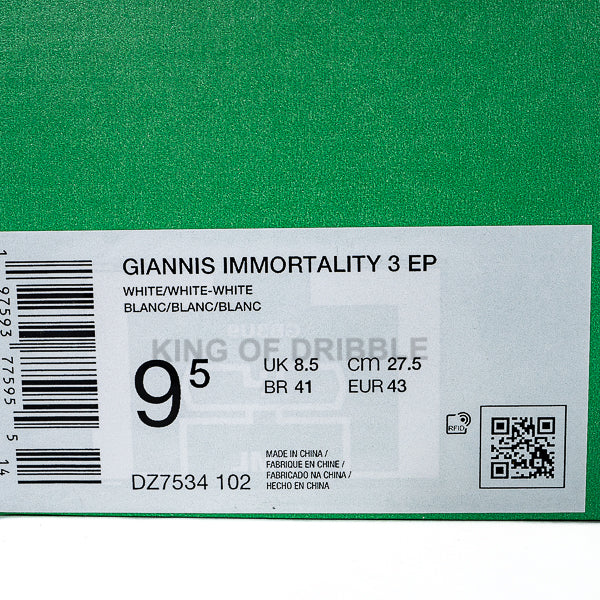 GIANNIS IMMORTALITY 3 EP
WHITE/WHITE-WHITE
BLANC/BLANC/BLANC
KING OF DRIBBLE
9.5
UK 8.5 cm 27.5
BR 41 EUR 43
DZ7534 102
MADE IN CHINA /
FABRIQUE EN CHINE /
FABRICADO NA CHINA /
HECHO EN CHINA
RFID
1 97593 77595 5 14